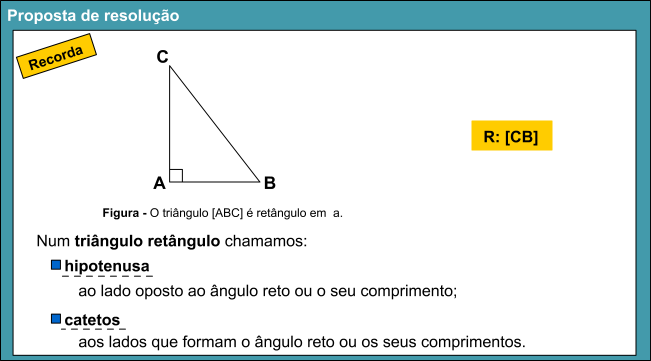 Proposta de resolução
Recorda
C
R: [CB]
A
B
Figura - O triângulo [ABC] é retângulo em  a.
Num triângulo retângulo chamamos:
hipotenusa
ao lado oposto ao ângulo reto ou o seu comprimento;
catetos
aos lados que formam o ângulo reto ou os seus comprimentos.